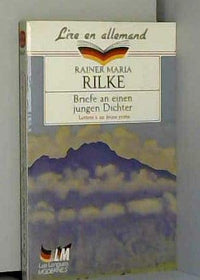 Lire en allemand
RAINER MARIA
RILKE
Briefe an einen
jungen Dichter
Lettres à un jeune poète
LM
Les Langues
MODERNES